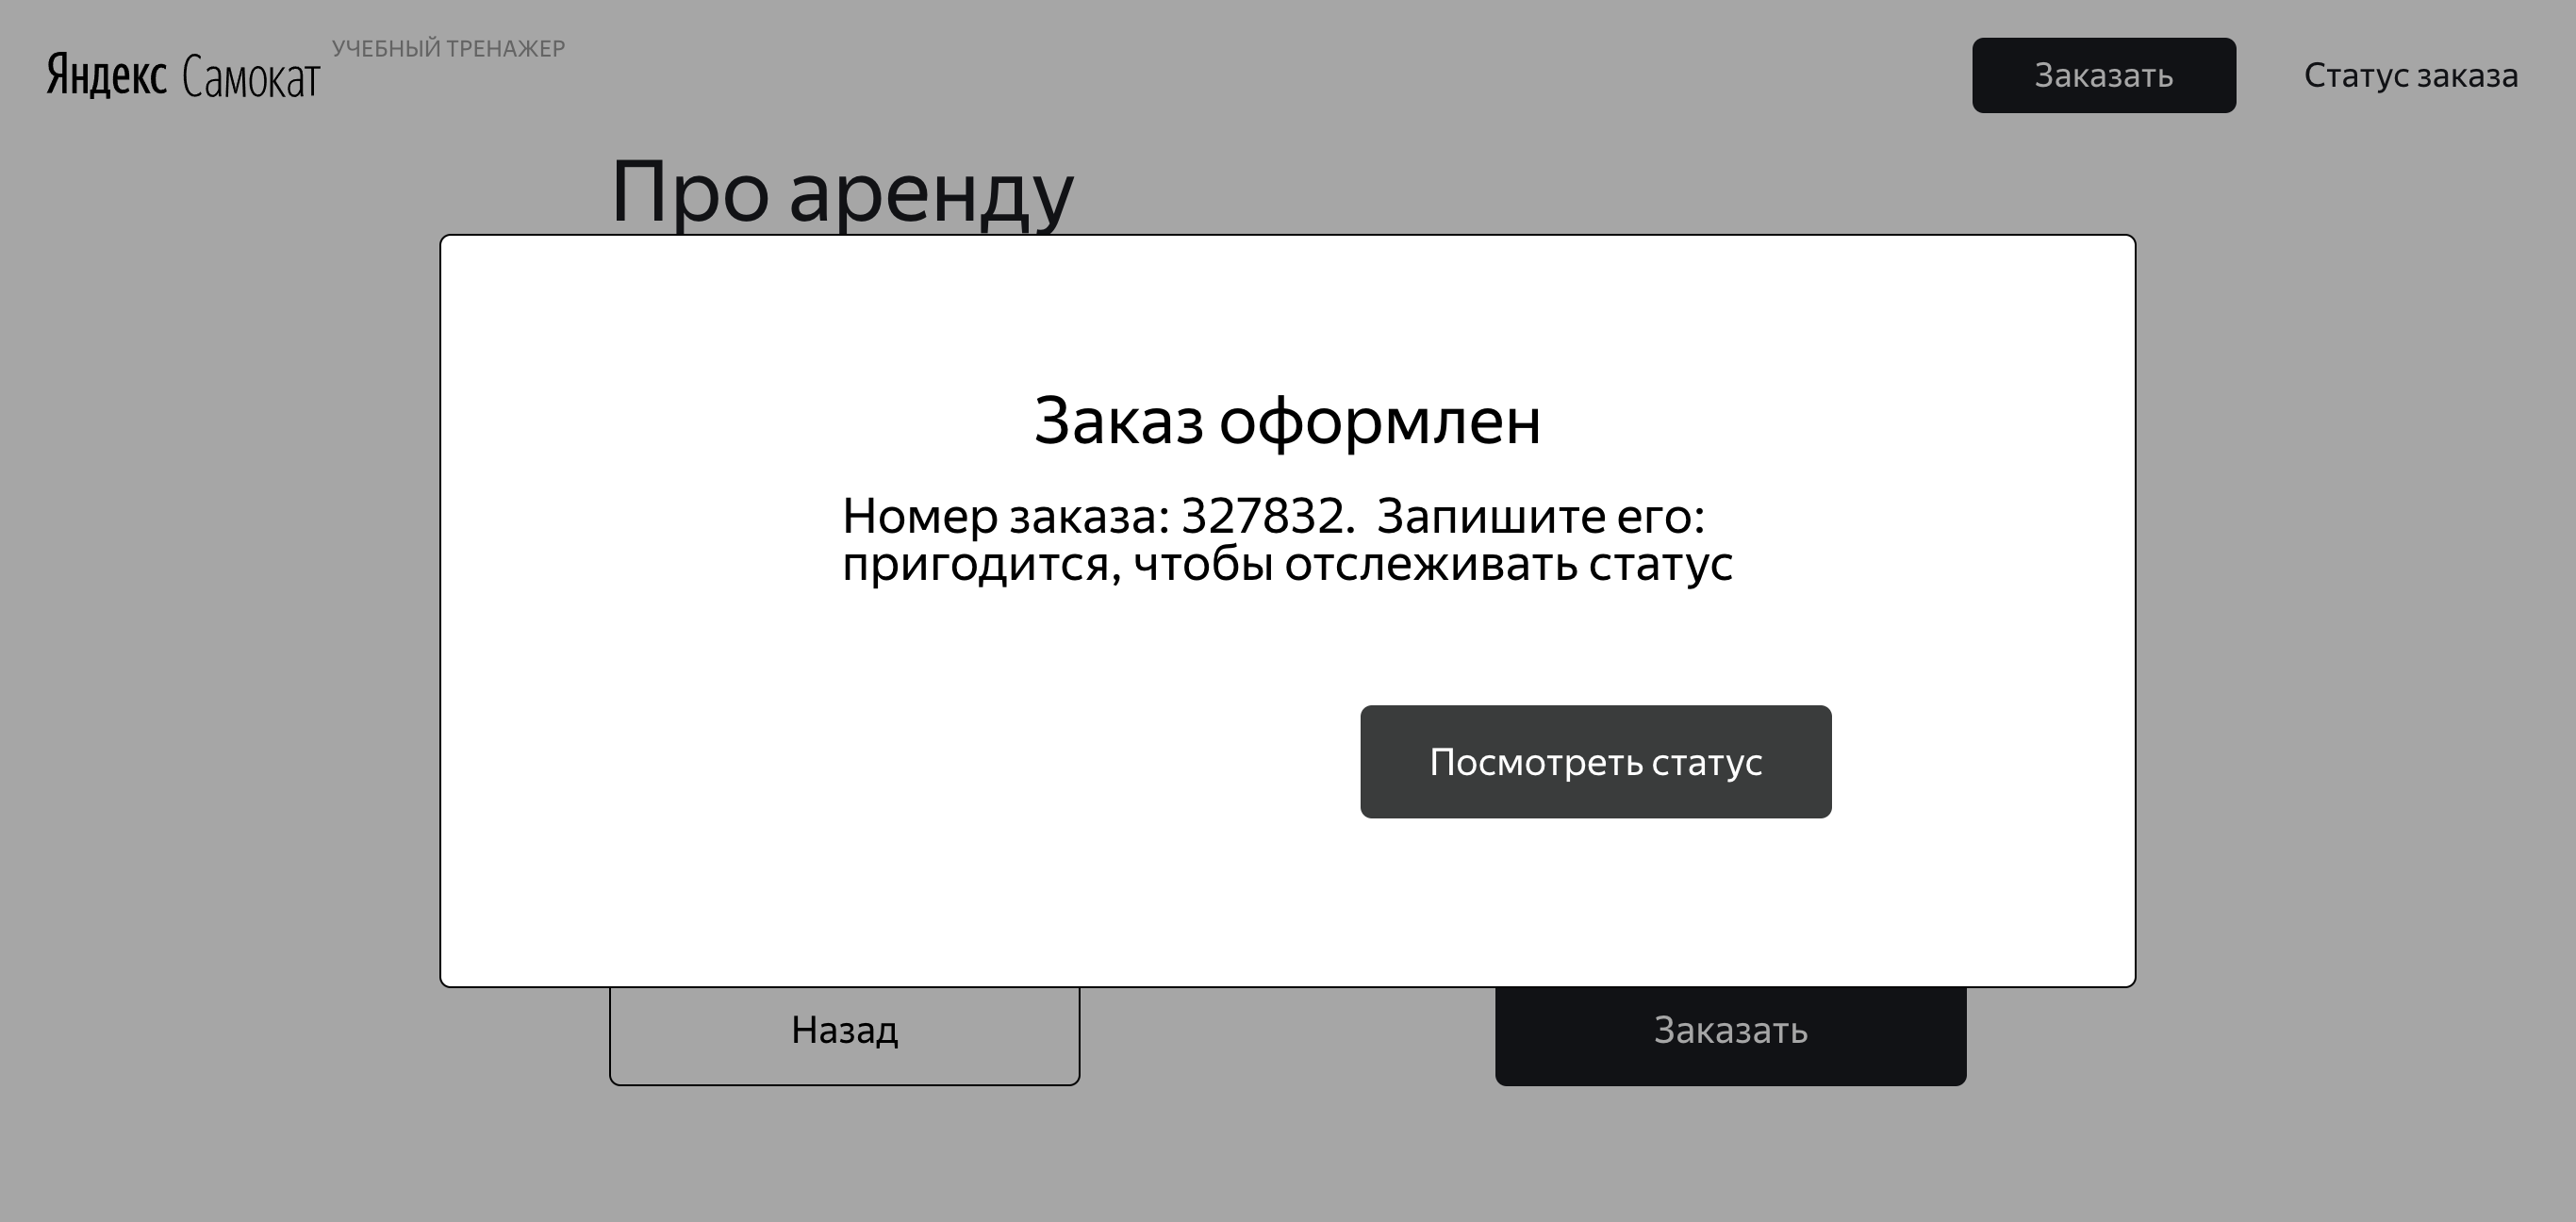 Яндекс Самокат
УЧЕБНЫЙ ТРЕНАЖЕР
Заказать
Статус заказа
Про аренду
Заказ оформлен
Номер заказа: 327832. Запишите его:
пригодится, чтобы отслеживать статус
Посмотреть статус
Назад
Заказать